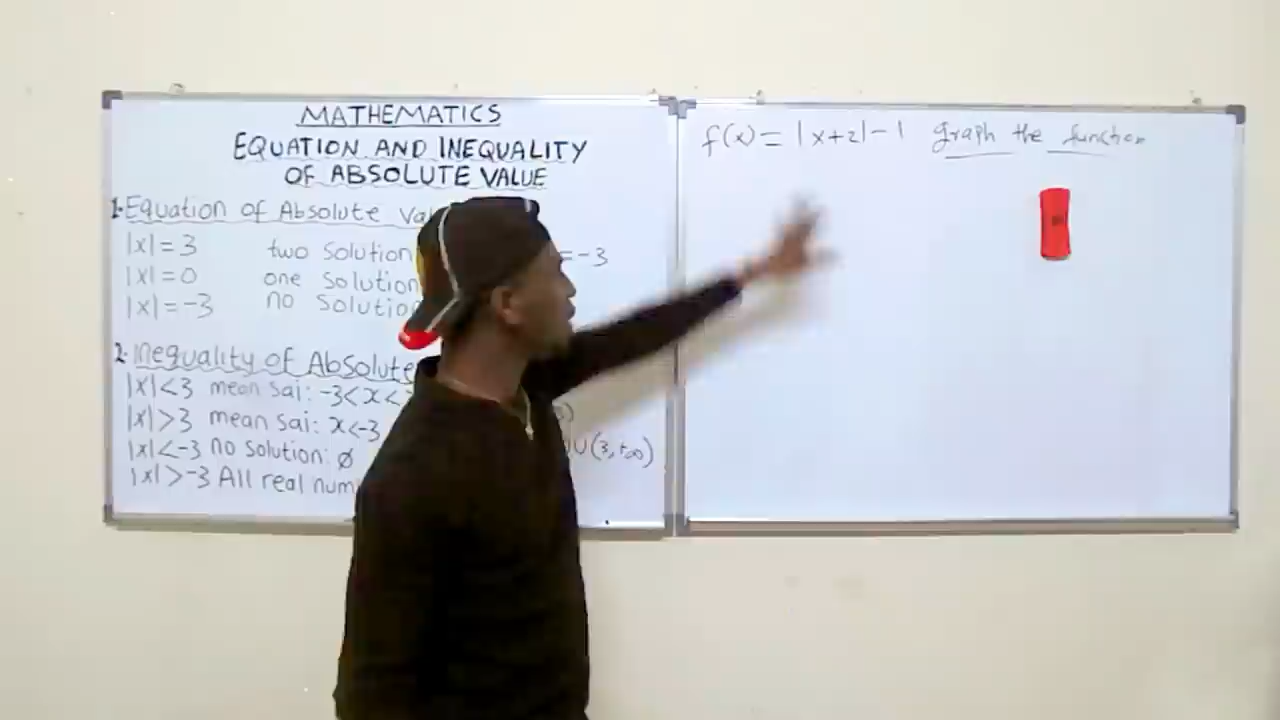 MATHEMATICS
EQUATION AND INEQUALITY
OF ABSOLUTE VALUE
1. Equation of Absolute
|x| = 3 two solution = -3
|x| = 0 one solution
|x| = -3 no
2. Inequality of Absolute
|x| < 3 mean sai: -3 < x <
|x| > 3 mean sai: x < -3 ∪(3, +∞)
|x| < -3 no solution: ø
|x| > -3 All real
f(x) = |x+2| - 1 graph the function